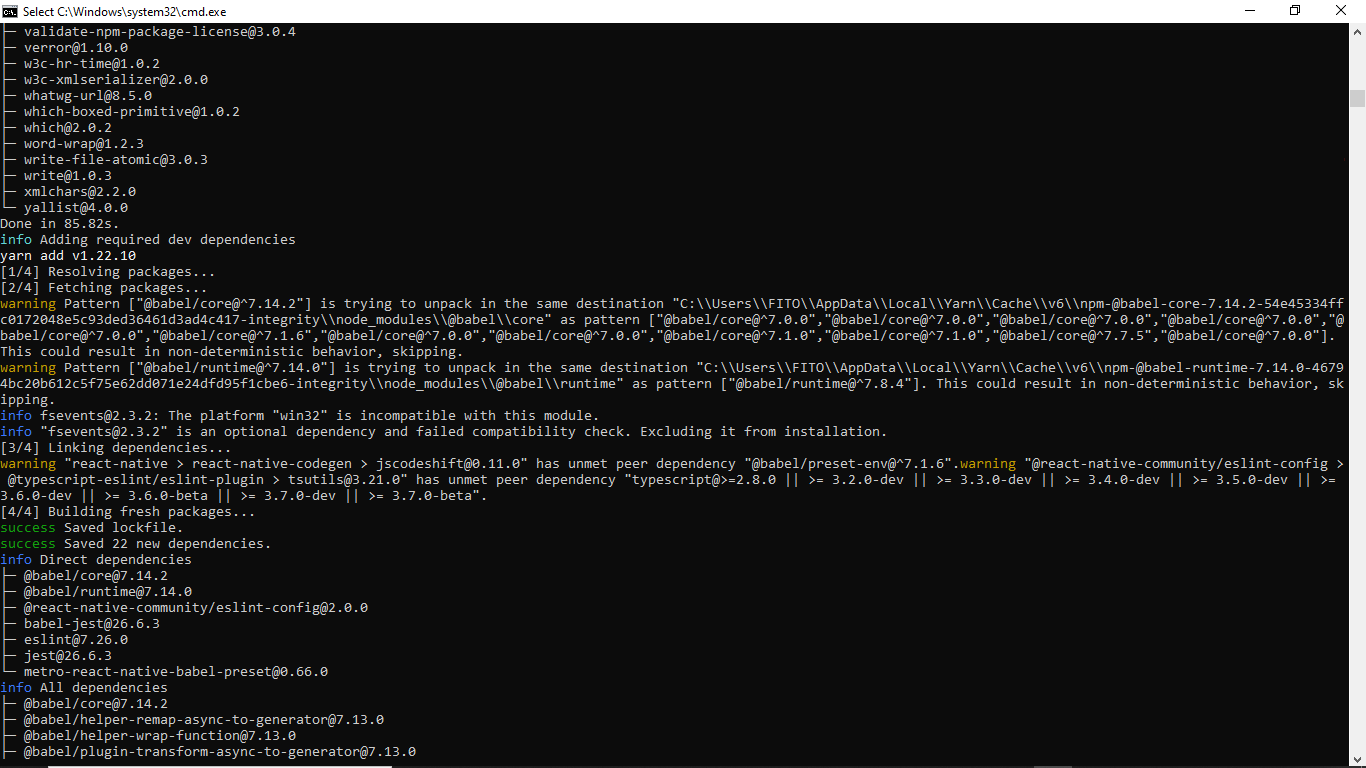 Select C:\Windows\system32\cmd.exe
├─ validate-npm-package-license@3.0.4
├─ verror@1.10.0
├─ w3c-hr-time@1.0.2
├─ w3c-xmlserializer@2.0.0
├─ whatwg-url@8.5.0
├─ which-boxed-primitive@1.0.2
├─ which@2.0.2
├─ word-wrap@1.2.3
├─ write-file-atomic@3.0.3
├─ write@1.0.3
├─ xmlchars@2.2.0
└─ yallist@4.0.0
Done in 85.82s.
info Adding required dev dependencies
yarn add v1.22.10
[1/4] Resolving packages...
[2/4] Fetching packages...
warning Pattern ["@babel/core@^7.14.2"] is trying to unpack in the same destination "C:\\Users\\FITO\\AppData\\Local\\Yarn\\Cache\\v6\\npm-@babel-core-7.14.2-54e45334ff
c0172048e5c93ded36461d3ad4c417-integrity\\node_modules\\@babel\\core" as pattern ["@babel/core@^7.0.0","@babel/core@^7.0.0","@babel/core@^7.0.0","@babel/core@^7.0.0","@
babel/core@^7.0.0","@babel/core@^7.1.6","@babel/core@^7.0.0","@babel/core@^7.0.0","@babel/core@^7.1.0","@babel/core@^7.1.0","@babel/core@^7.7.5","@babel/core@^7.0.0"].
This could result in non-deterministic behavior, skipping.
warning Pattern ["@babel/runtime@^7.14.0"] is trying to unpack in the same destination "C:\\Users\\FITO\\AppData\\Local\\Yarn\\Cache\\v6\\npm-@babel-runtime-7.14.0-4679
4bc20b612c5f75e62dd071e24dfd95f1cbe6-integrity\\node_modules\\@babel\\runtime" as pattern ["@babel/runtime@^7.8.4"]. This could result in non-deterministic behavior, sk
ipping.
info fsevents@2.3.2: The platform "win32" is incompatible with this module.
info "fsevents@2.3.2" is an optional dependency and failed compatibility check. Excluding it from installation.
[3/4] Linking dependencies...
warning "react-native > react-native-codegen > jscodeshift@0.11.0" has unmet peer dependency "@babel/preset-env@^7.1.6".warning "@react-native-community/eslint-config >
 @typescript-eslint/eslint-plugin > tsutils@3.21.0" has unmet peer dependency "typescript@>=2.8.0 || >= 3.2.0-dev || >= 3.3.0-dev || >= 3.4.0-dev || >= 3.5.0-dev || >=
3.6.0-dev || >= 3.6.0-beta || >= 3.7.0-dev || >= 3.7.0-beta".
[4/4] Building fresh packages...
success Saved lockfile.
success Saved 22 new dependencies.
info Direct dependencies
├─ @babel/core@7.14.2
├─ @babel/runtime@7.14.0
├─ @react-native-community/eslint-config@2.0.0
├─ babel-jest@26.6.3
├─ eslint@7.26.0
├─ jest@26.6.3
└─ metro-react-native-babel-preset@0.66.0
info All dependencies
├─ @babel/core@7.14.2
├─ @babel/helper-remap-async-to-generator@7.13.0
├─ @babel/helper-wrap-function@7.13.0
├─ @babel/plugin-transform-async-to-generator@7.13.0